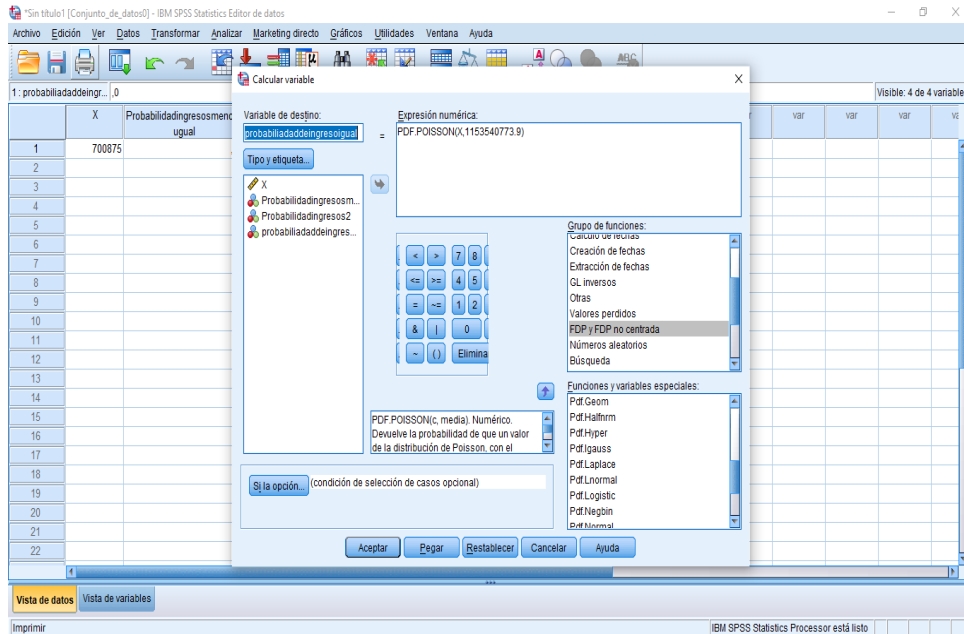 *Sin título1 [Conjunto_de_datos0] - IBM SPSS Statistics Editor de datos
Archivo Edición Ver Datos Transformar Analizar Marketing directo Gráficos Utilidades Ventana Ayuda
1 : probabiliadaddeingr... ,0
Visible: 4 de 4 variable
X
Probabilidadingresosmeno
ugual
var
var
var
1 700875
2
3
4
5
6
7
8
9
10
11
12
13
14
15
16
17
18
19
20
21
22
Calcular variable
Variable de destino:
probabiliadaddeingresoigual
=
Expresión numérica:
PDF.POISSON(X,1153540773.9)
Tipo y etiqueta...
X
Probabilidadingresosm...
Probabilidadingresos2
probabiliadaddeingres...
< > 7 8
<= >= 4 5
= ~= 1 2
& | 0
~ () Elimina
Grupo de funciones:
Cálculo de fechas
Creación de fechas
Extracción de fechas
GL inversos
Otras
Valores perdidos
FDP y FDP no centrada
Números aleatorios
Búsqueda
Funciones y variables especiales:
Pdf.Geom
Pdf.Halfnrm
Pdf.Hyper
Pdf.Igauss
Pdf.Laplace
Pdf.Lnormal
Pdf.Logistic
Pdf.Negbin
Pdf.Normal
PDF.POISSON(c, media). Numérico.
Devuelve la probabilidad de que un valor
de la distribución de Poisson, con el
Si la opción... (condición de selección de casos opcional)
Aceptar Pegar Restablecer Cancelar Ayuda
Vista de datos Vista de variables
Imprimir
IBM SPSS Statistics Processor está listo